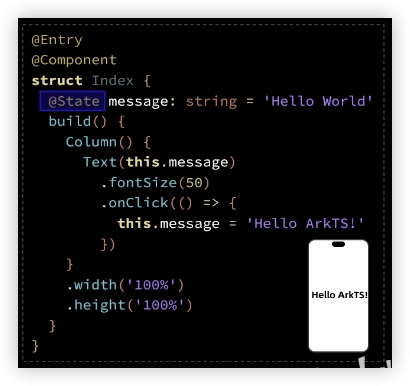 @Entry
@Component
struct Index {
  @State message: string = 'Hello World'
  build() {
    Column() {
      Text(this.message)
        .fontSize(50)
        .onClick(() => {
          this.message = 'Hello ArkTS!'
        })
    }
    .width('100%')
    .height('100%')
  }
}
Hello ArkTS!